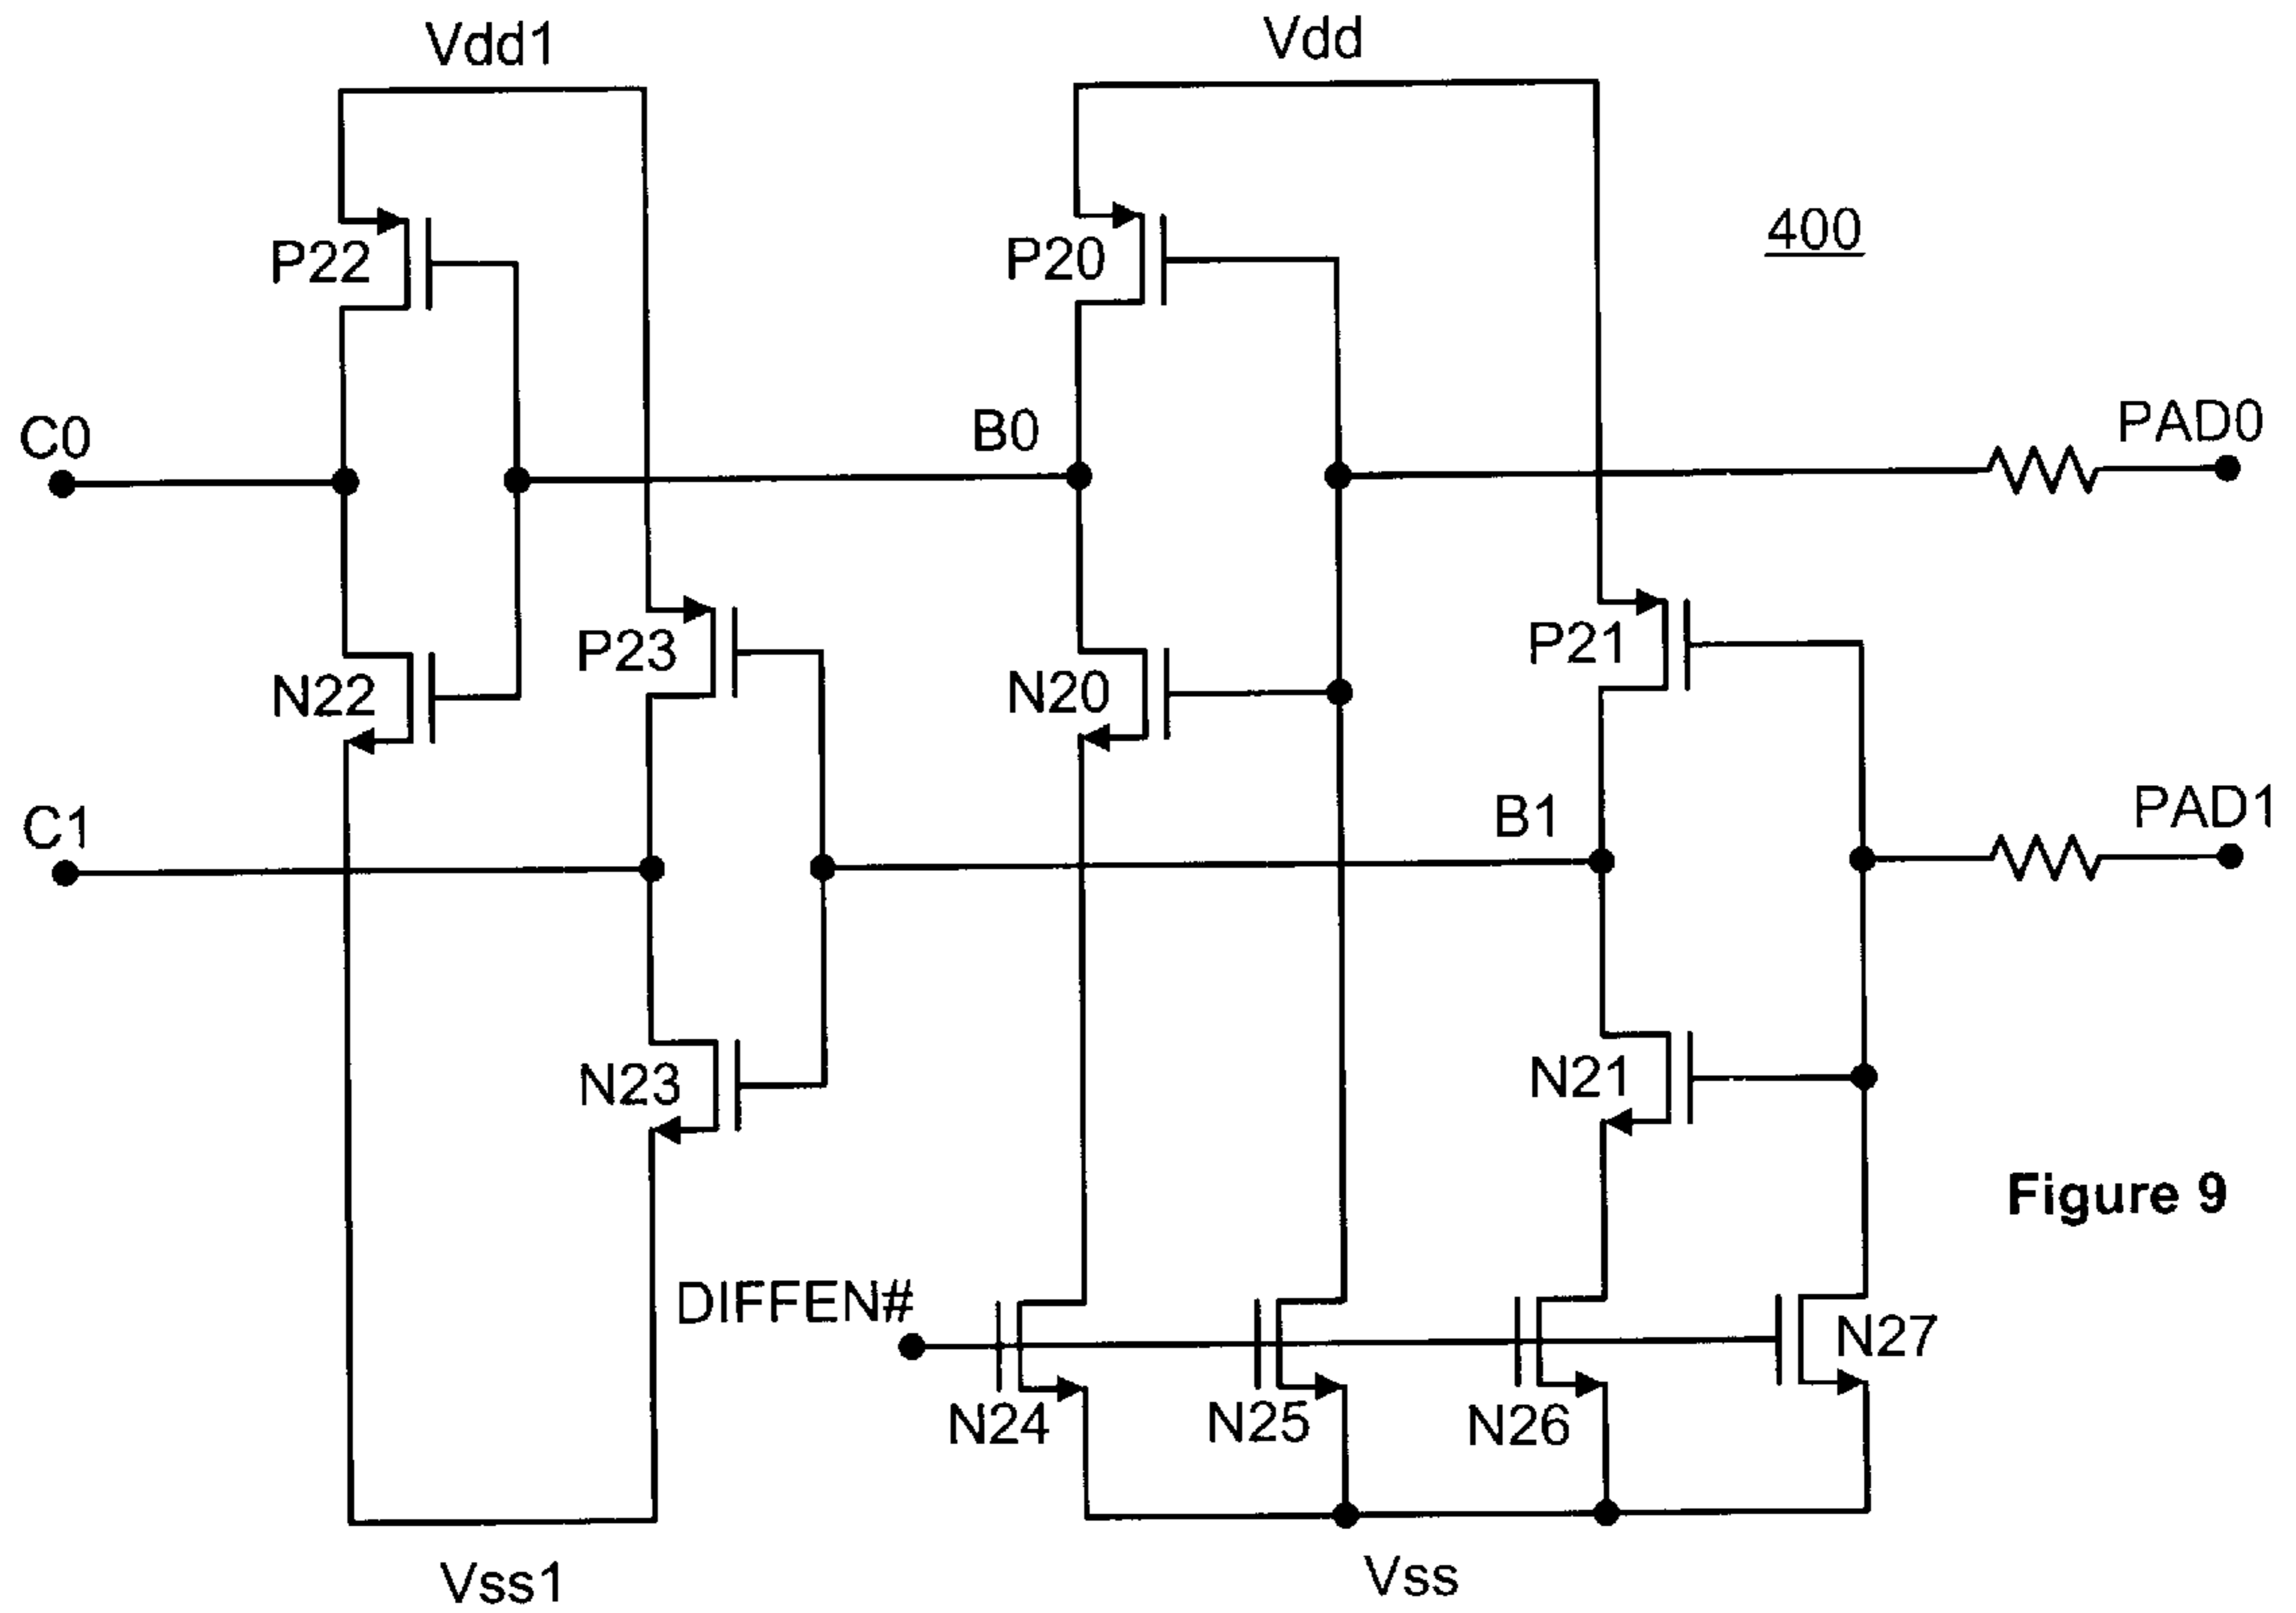 Vdd1
Vdd
400
P22
P20
C0
B0
PAD0
P23
P21
N22
N20
C1
B1
PAD1
N23
N21
Figure 9
DIFFEN#
N27
N24
N25
N26
Vss1
Vss